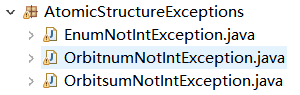 AtomicStructureExceptions
EnumNotIntException.java
OrbitnumNotIntException.java
OrbitsumNotIntException.java